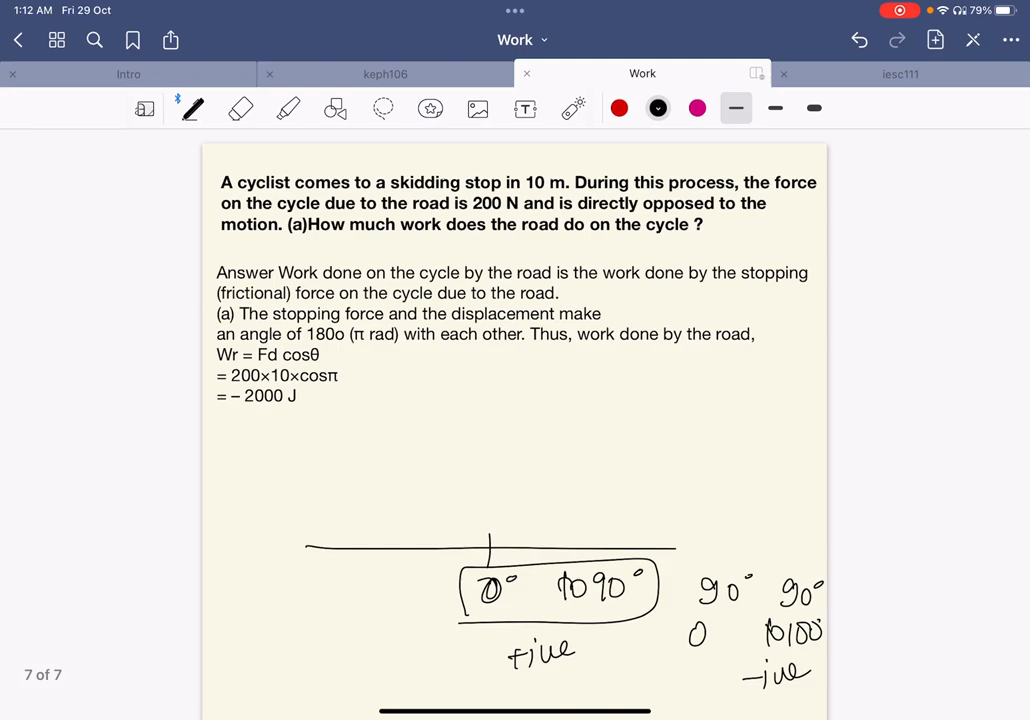 1:12 AM Fri 29 Oct
79%
Work
Intro
keph106
Work
iesc111
A cyclist comes to a skidding stop in 10 m. During this process, the force
on the cycle due to the road is 200 N and is directly opposed to the
motion. (a)How much work does the road do on the cycle ?
Answer Work done on the cycle by the road is the work done by the stopping
(frictional) force on the cycle due to the road.
(a) The stopping force and the displacement make
an angle of 180o (π rad) with each other. Thus, work done by the road,
Wr = Fd cosθ
= 200×10×cosπ
= – 2000 J
0° to 90° 90° 90°
0 to 180°
+ive
-ive
7 of 7